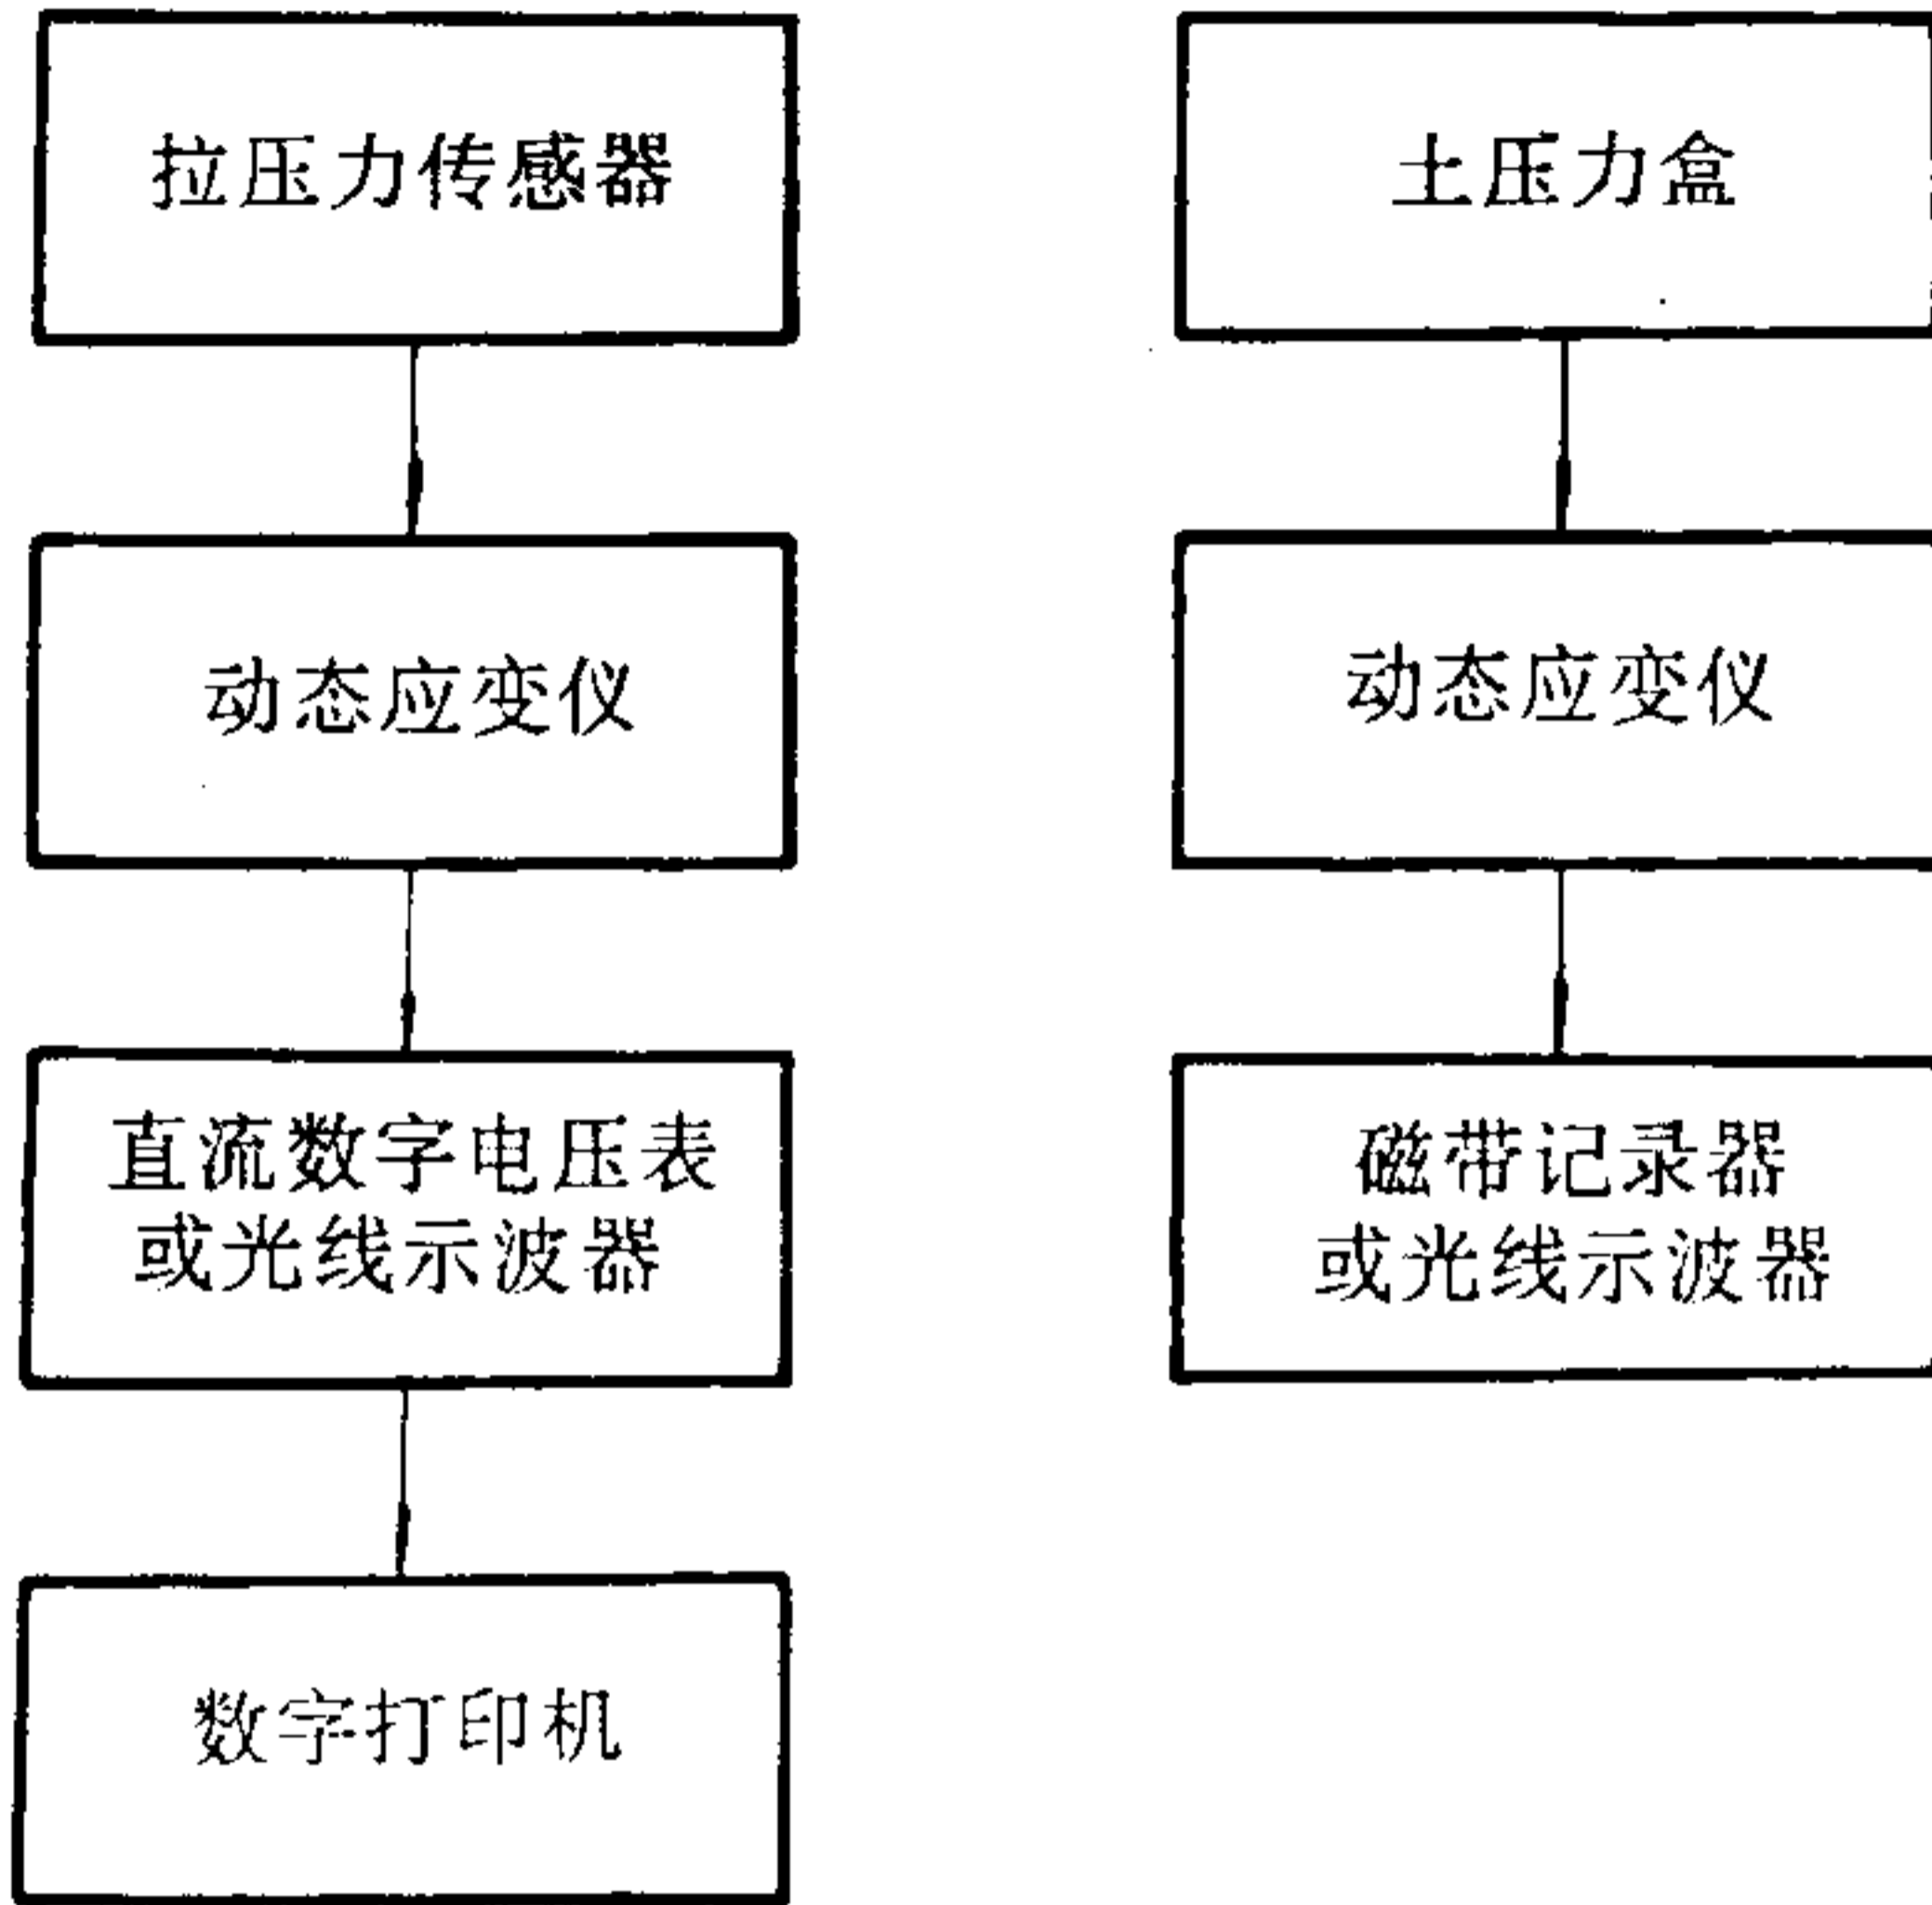 拉压力传感器
动态应变仪
直流数字电压表
或光线示波器
数字打印机
土压力盒
动态应变仪
磁带记录器
或光线示波器